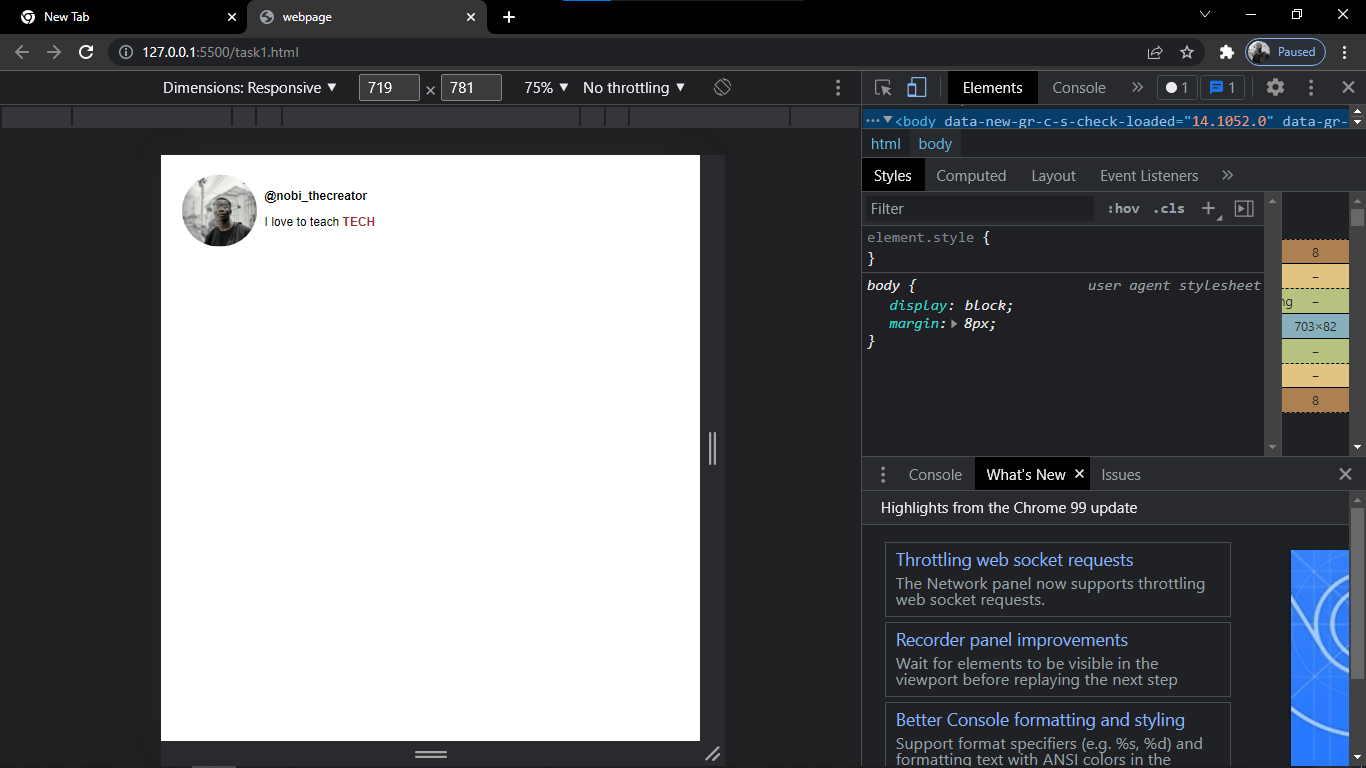 New Tab
webpage
127.0.0.1:5500/task1.html
Paused
Dimensions: Responsive ▼ 719 × 781 75% ▼ No throttling ▼
Elements Console » 1 1
<body data-new-gr-c-s-check-loaded="14.1052.0" data-gr-
html body
Styles Computed Layout Event Listeners »
Filter :hov .cls +
element.style {
}
body { user agent stylesheet
display: block;
margin: 8px;
}
8
–
ng –
703×82
–
–
8
@nobi_thecreator
I love to teach TECH
Console What's New × Issues
Highlights from the Chrome 99 update
Throttling web socket requests
The Network panel now supports throttling
web socket requests.
Recorder panel improvements
Wait for elements to be visible in the
viewport before replaying the next step
Better Console formatting and styling
Support format specifiers (e.g. %s, %d) and
formatting text with ANSI colors in the